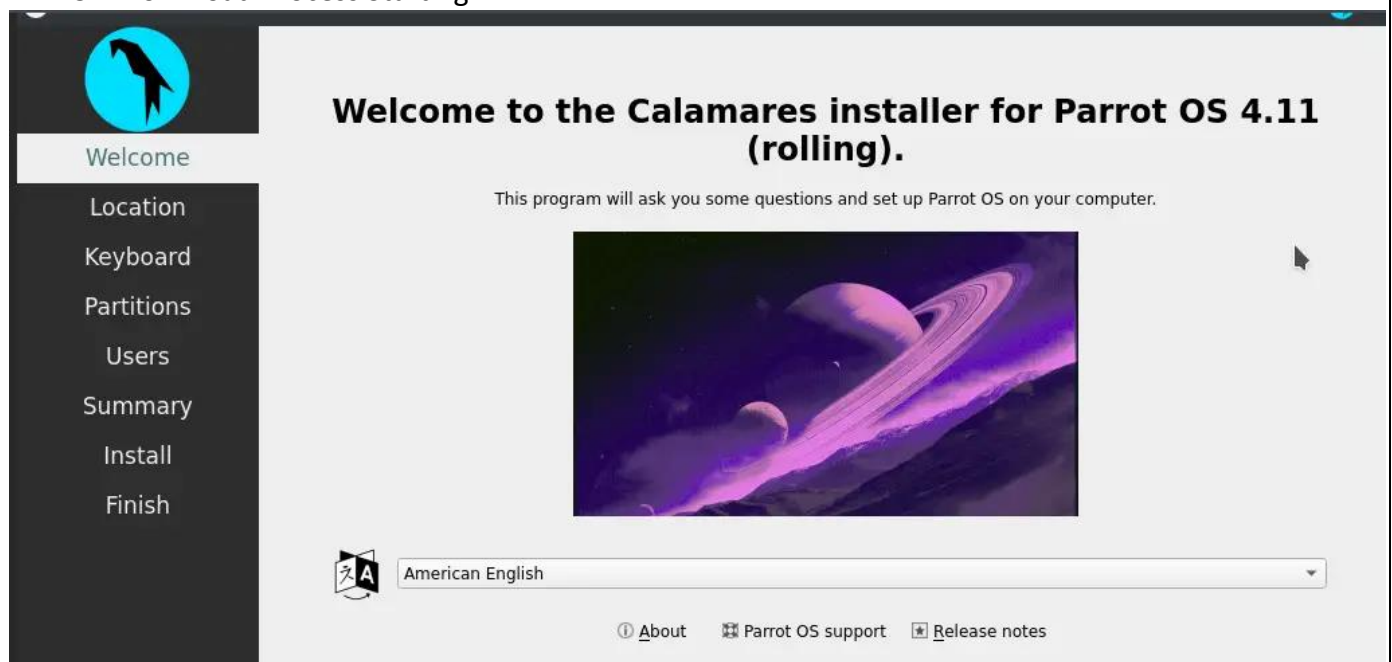 Welcome
Location
Keyboard
Partitions
Users
Summary
Install
Finish
Welcome to the Calamares installer for Parrot OS 4.11
(rolling).
This program will ask you some questions and set up Parrot OS on your computer.
American English
About Parrot OS support Release notes